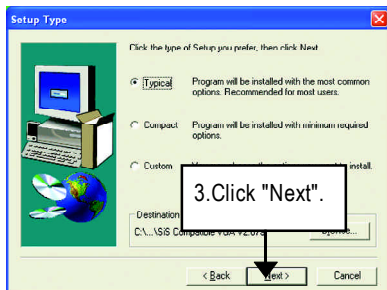 Setup Type
Click the type of Setup you prefer, then click Next.
Typical Program will be installed with the most common
options. Recommended for most users.
Compact Program will be installed with minimum required
options.
Custom install.
3.Click "Next".
Destination
C:\...\SiS Compatible VGA V2.07
< Back Next > Cancel